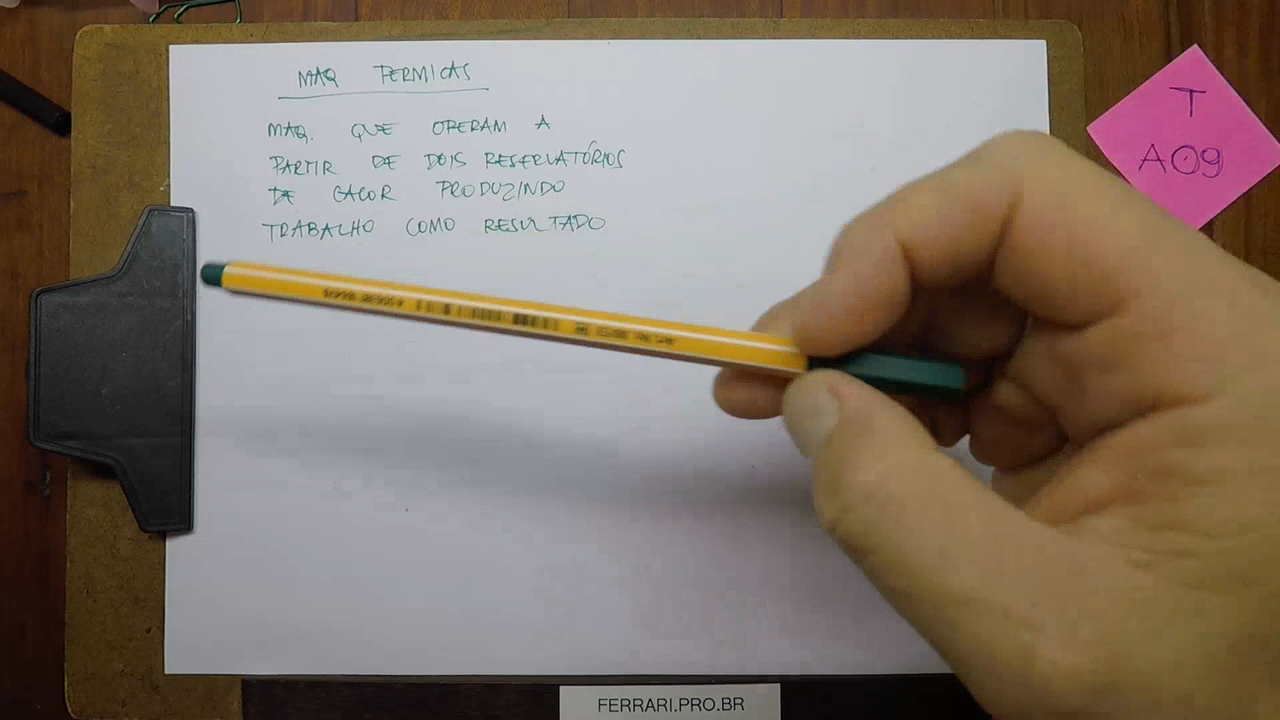 MAQ TERMICAS
MAQ. QUE OPERAM A
PARTIR DE DOIS RESERVATÓRIOS
DE CALOR PRODUZINDO
TRABALHO COMO RESULTADO
T
A09
FERRARI.PRO.BR